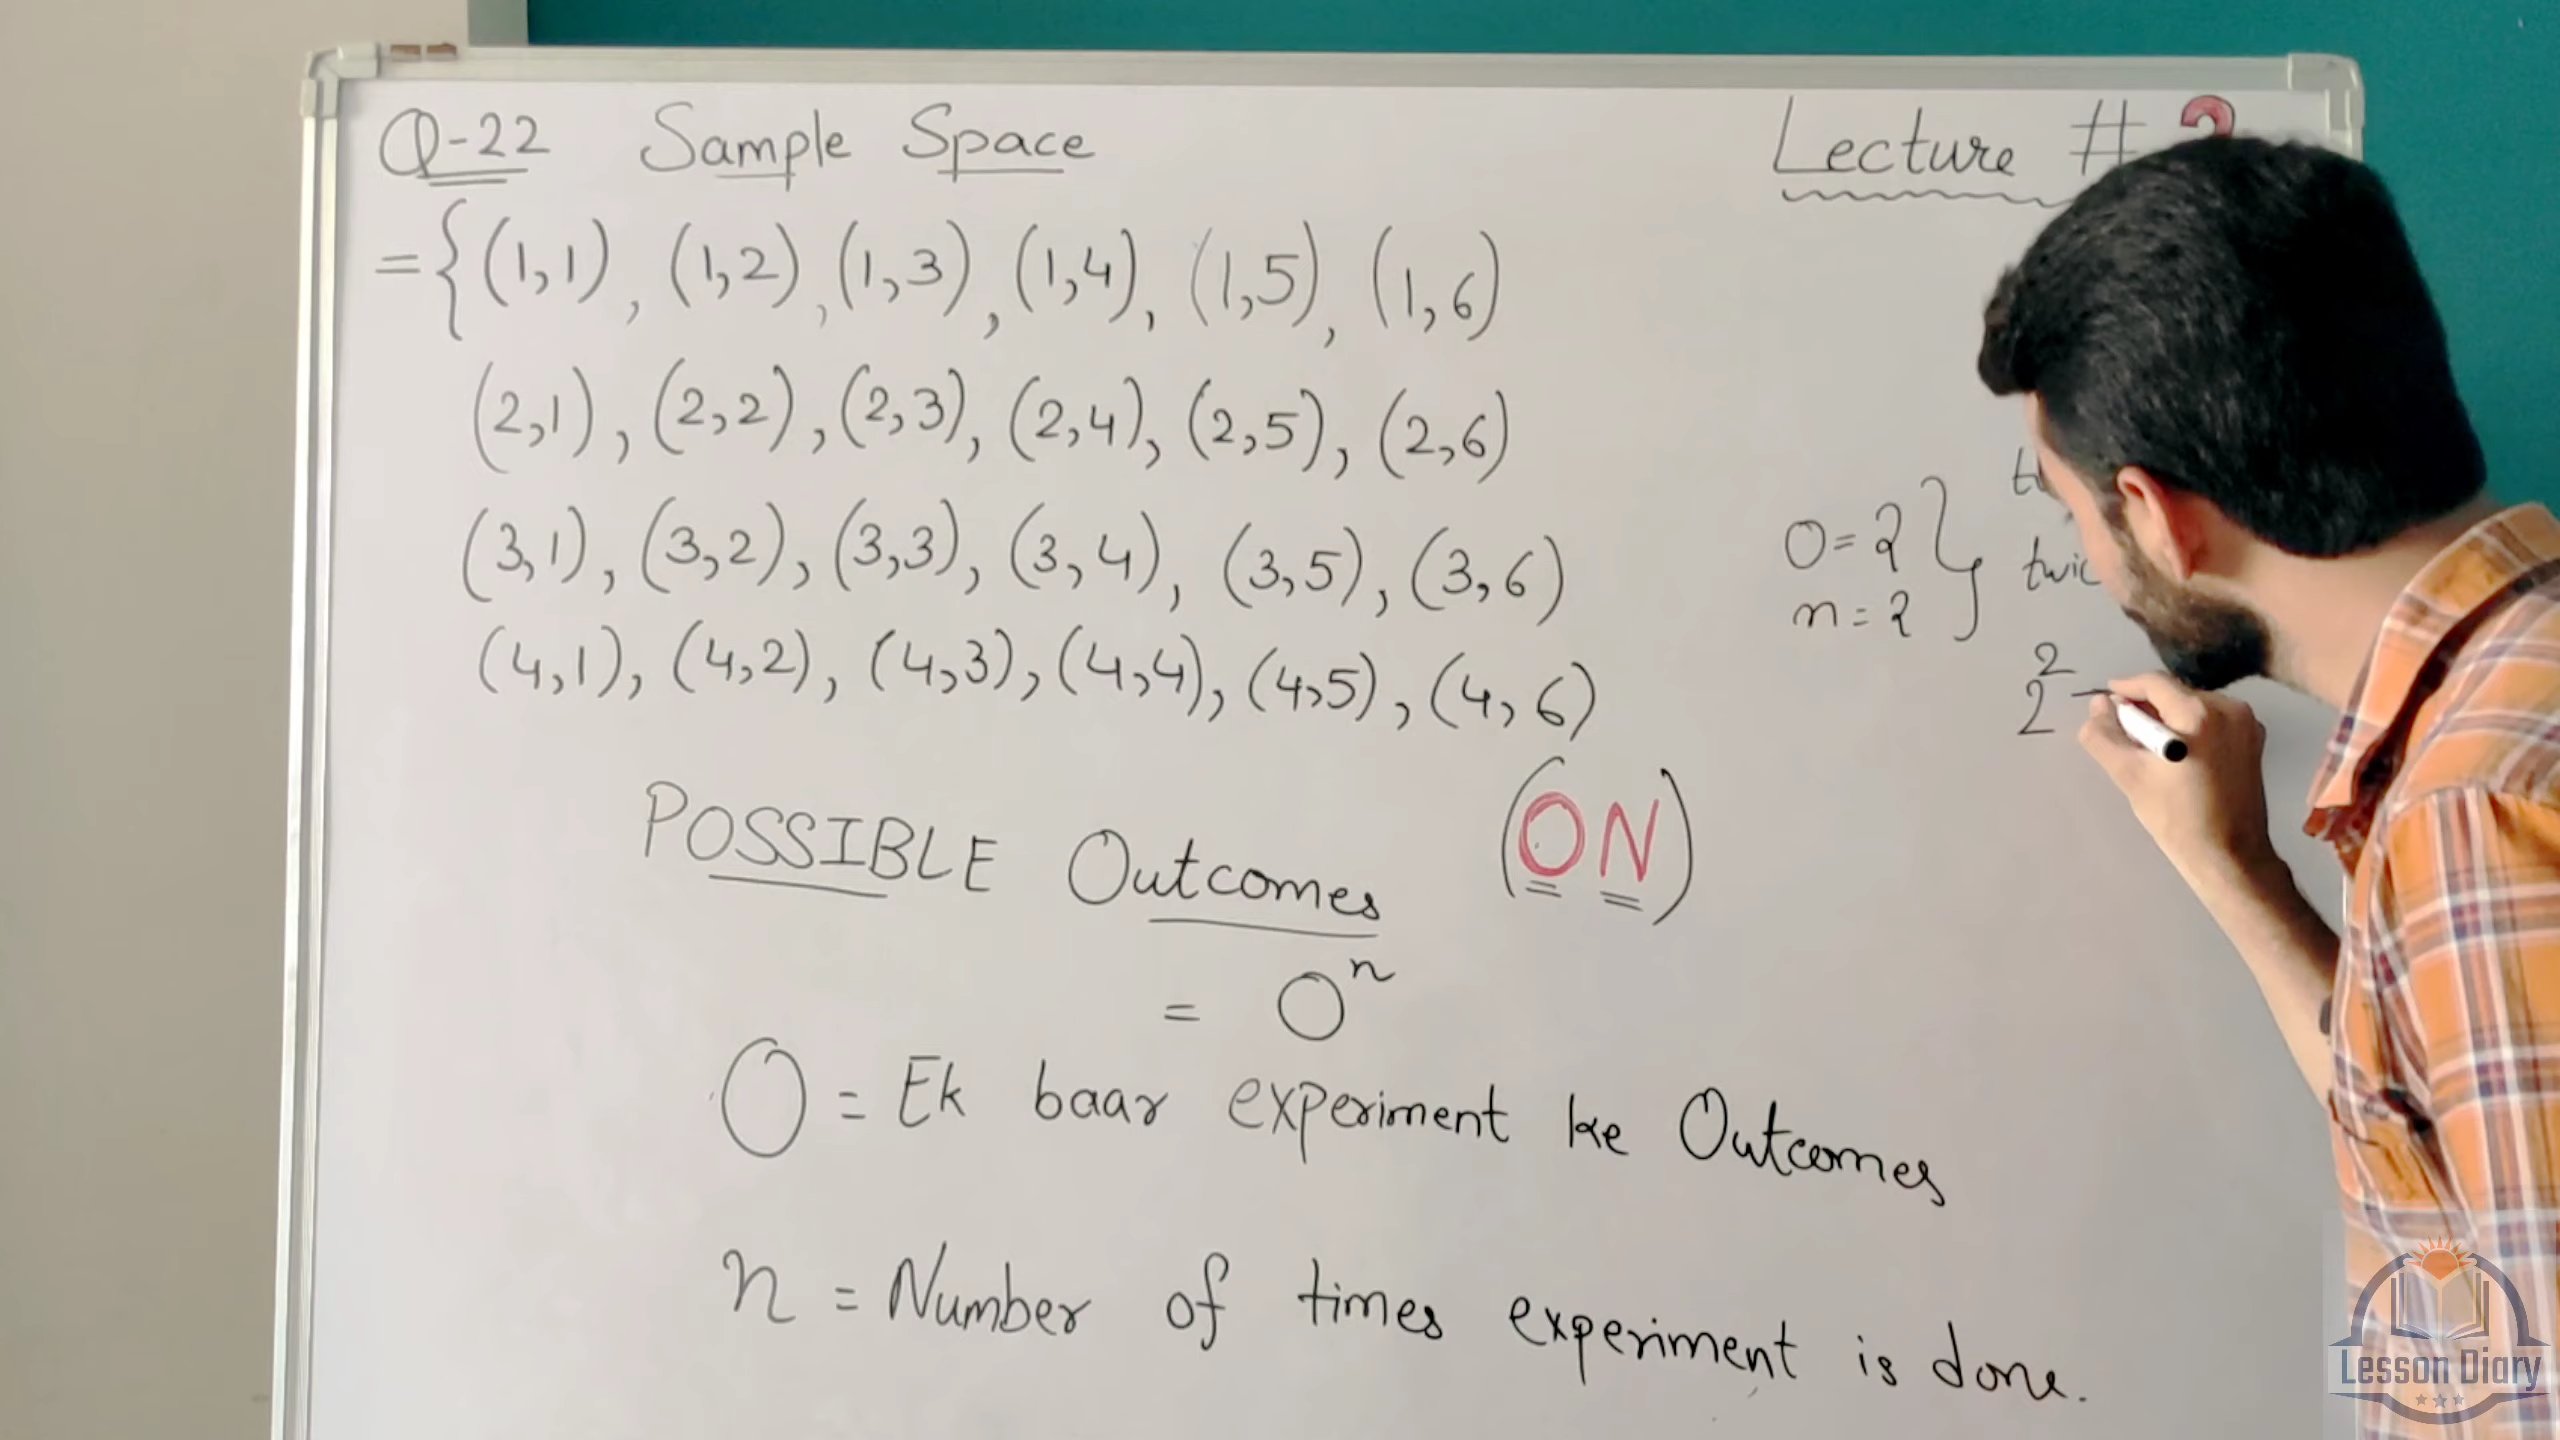 Q-22 Sample Space
Lecture #
= {(1,1), (1,2), (1,3), (1,4), (1,5), (1,6)
(2,1), (2,2), (2,3), (2,4), (2,5), (2,6)
(3,1), (3,2), (3,3), (3,4), (3,5), (3,6)
(4,1), (4,2), (4,3), (4,4), (4,5), (4,6)
O = 2 }
n = 2
2²
POSSIBLE Outcomes (ON)
= Oⁿ
O = Ek baar experiment ke Outcomes
n = Number of times experiment is done.
Lesson Diary